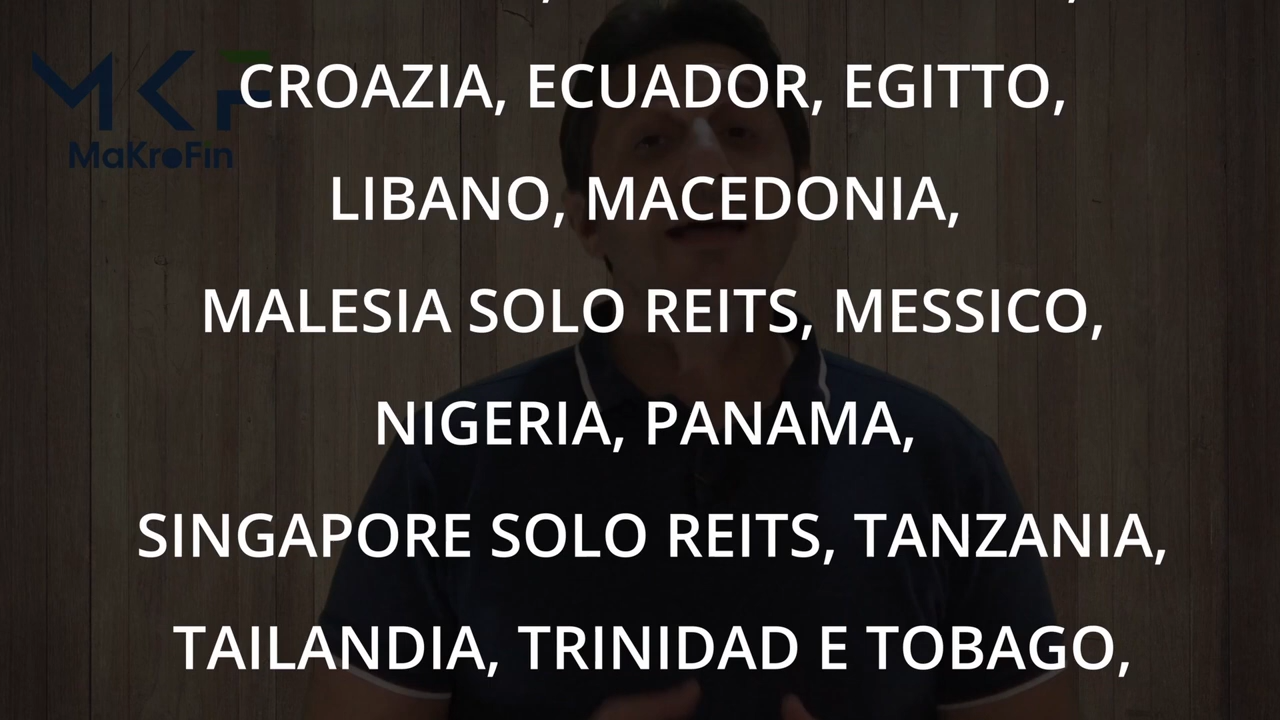 CROAZIA, ECUADOR, EGITTO,
LIBANO, MACEDONIA,
MALESIA SOLO REITS, MESSICO,
NIGERIA, PANAMA,
SINGAPORE SOLO REITS, TANZANIA,
TAILANDIA, TRINIDAD E TOBAGO,
MKF
MaKroFin